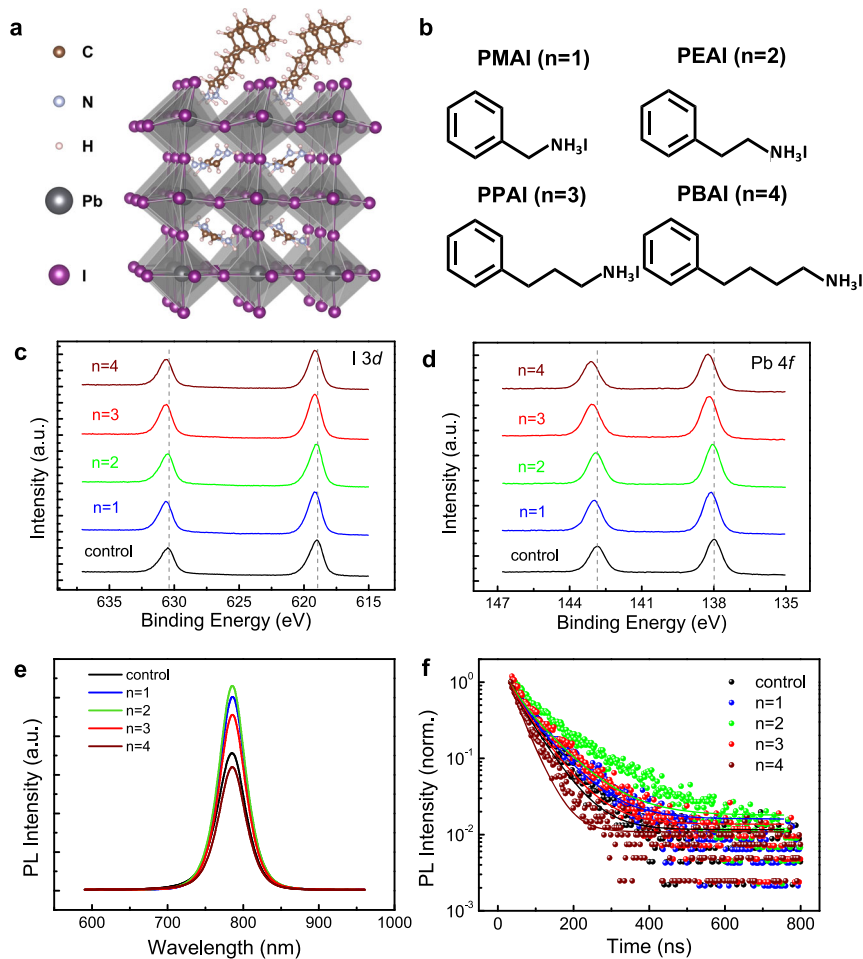 a
C
N
H
Pb
I
b
PMAI (n=1)
PEAI (n=2)
NH3I
NH3I
PPAI (n=3)
PBAI (n=4)
NH3I
NH3I
c
I 3d
n=4
n=3
n=2
n=1
control
Intensity (a.u.)
635 630 625 620 615
Binding Energy (eV)
d
Pb 4f
n=4
n=3
n=2
n=1
control
Intensity (a.u.)
147 144 141 138 135
Binding Energy (eV)
e
control
n=1
n=2
n=3
n=4
PL Intensity (a.u.)
600 700 800 900 1000
Wavelength (nm)
f
control
n=1
n=2
n=3
n=4
PL Intensity (norm.)
10^0
10^-1
10^-2
10^-3
0 200 400 600 800
Time (ns)